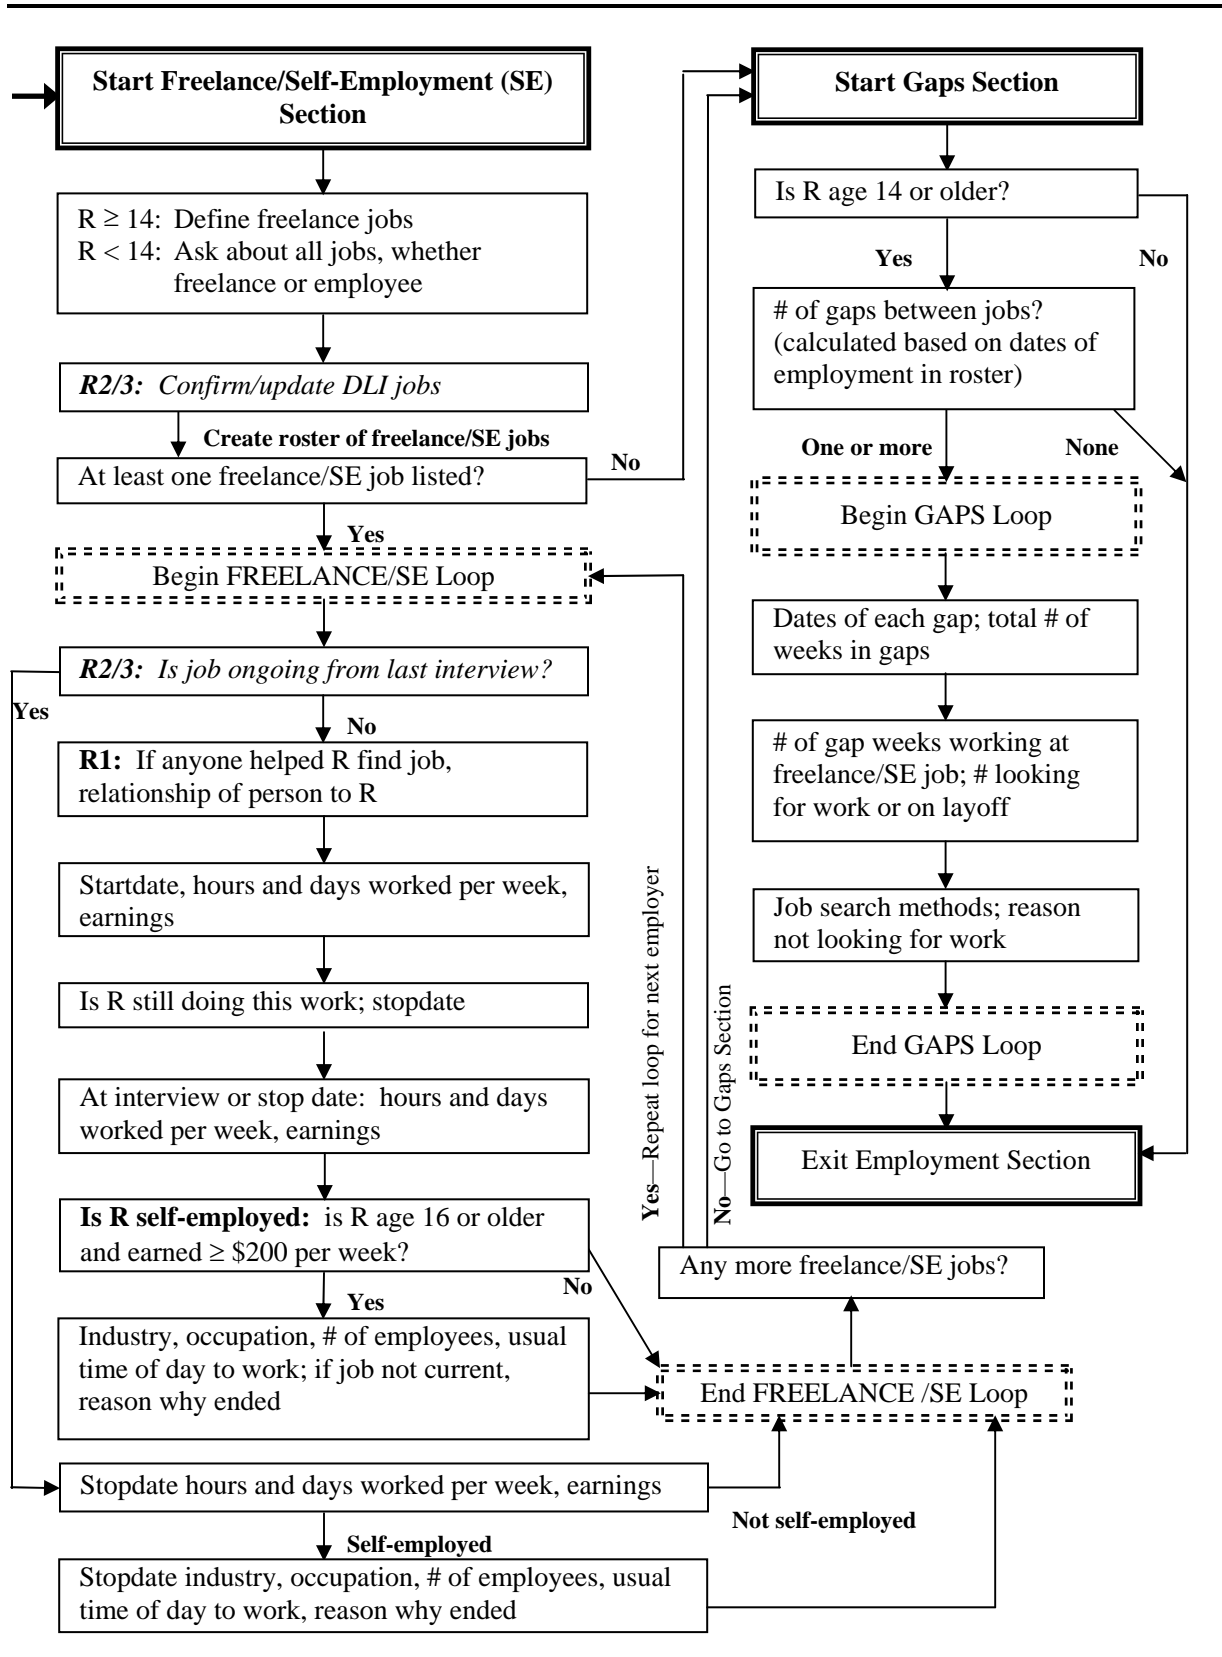 Start Freelance/Self-Employment (SE)
Section
R ≥ 14: Define freelance jobs
R < 14: Ask about all jobs, whether
freelance or employee
R2/3: Confirm/update DLI jobs
Create roster of freelance/SE jobs
At least one freelance/SE job listed?
No
Yes
Begin FREELANCE/SE Loop
R2/3: Is job ongoing from last interview?
Yes
No
R1: If anyone helped R find job,
relationship of person to R
Startdate, hours and days worked per week,
earnings
Is R still doing this work; stopdate
At interview or stop date: hours and days
worked per week, earnings
Is R self-employed: is R age 16 or older
and earned ≥ $200 per week?
No
Yes
Industry, occupation, # of employees, usual
time of day to work; if job not current,
reason why ended
Stopdate hours and days worked per week, earnings
Not self-employed
Self-employed
Stopdate industry, occupation, # of employees, usual
time of day to work, reason why ended
End FREELANCE /SE Loop
Any more freelance/SE jobs?
Yes—Repeat loop for next employer
No—Go to Gaps Section
Start Gaps Section
Is R age 14 or older?
Yes
No
# of gaps between jobs?
(calculated based on dates of
employment in roster)
One or more
None
Begin GAPS Loop
Dates of each gap; total # of
weeks in gaps
# of gap weeks working at
freelance/SE job; # looking
for work or on layoff
Job search methods; reason
not looking for work
End GAPS Loop
Exit Employment Section